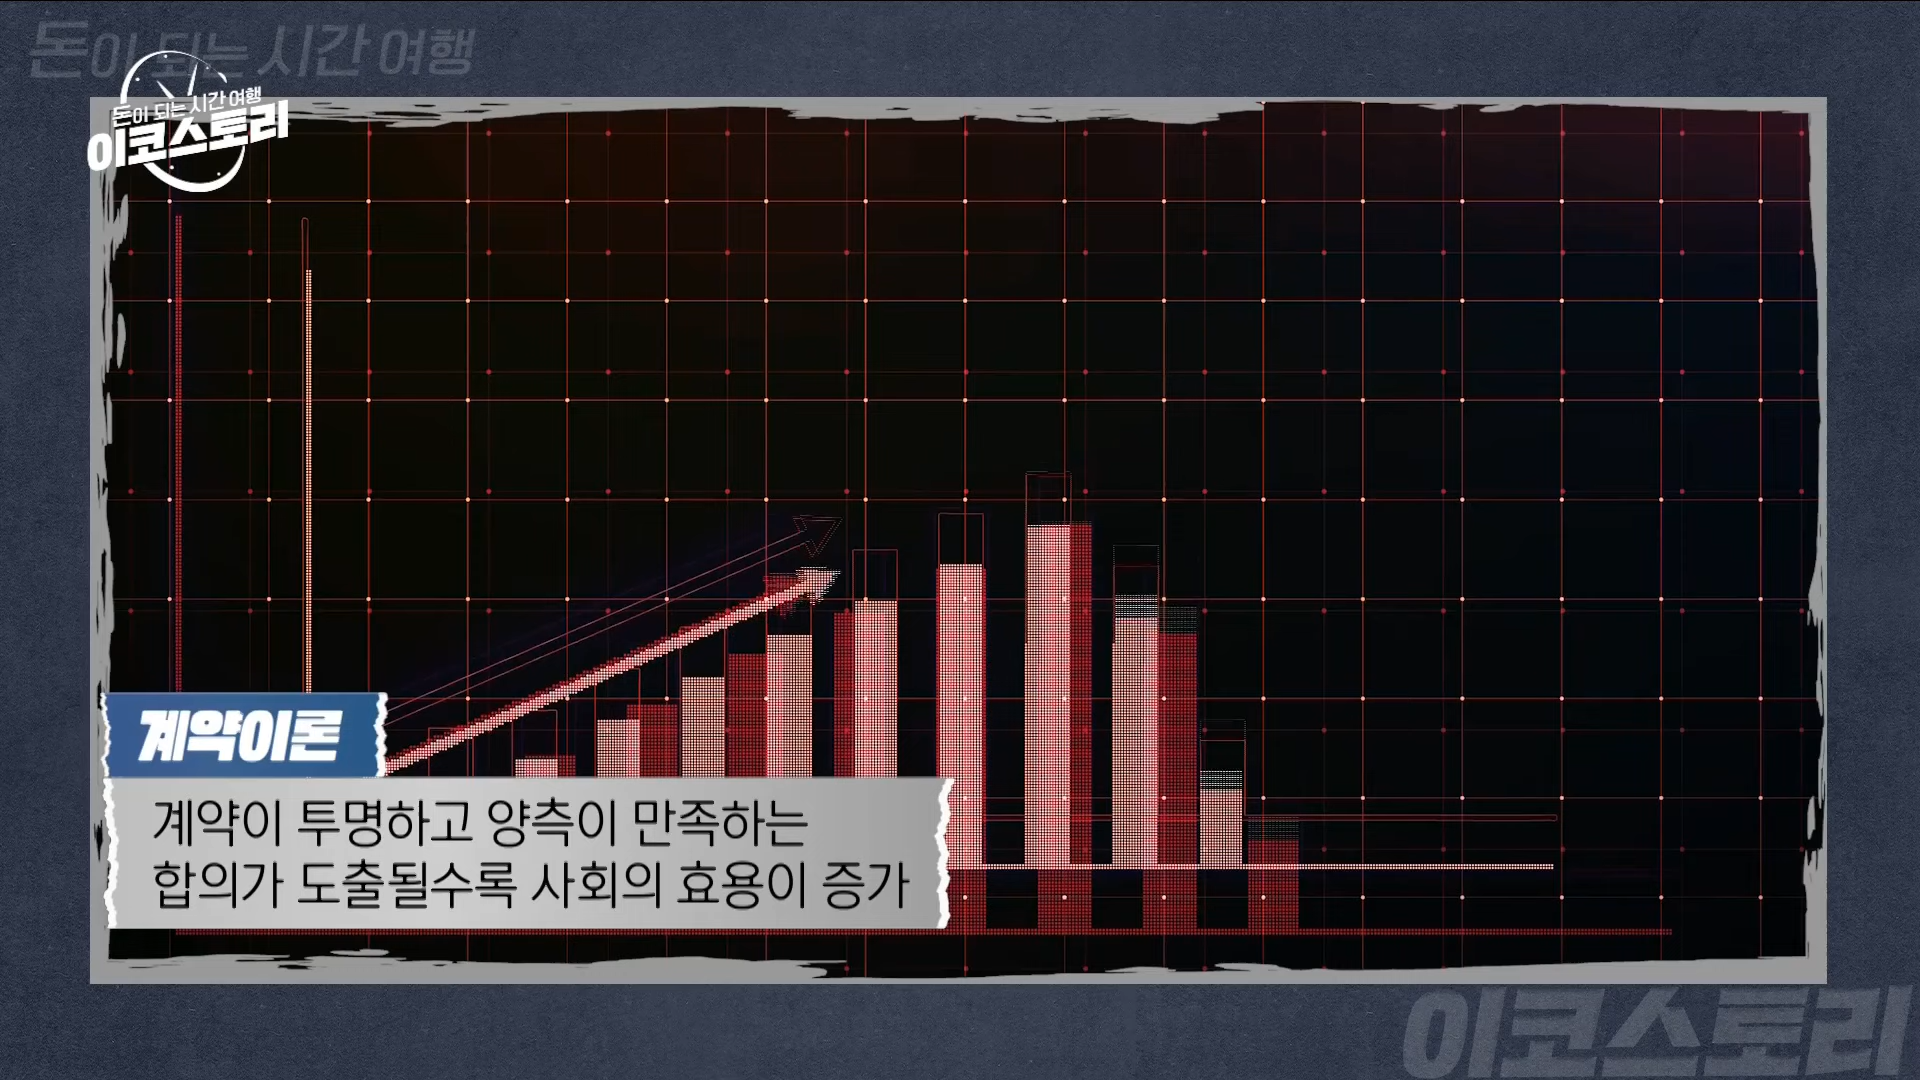 돈이 되는 시간 여행
돈이 되는 시간 여행
이코스토리
계약이론
계약이 투명하고 양측이 만족하는
합의가 도출될수록 사회의 효용이 증가
이코스토리